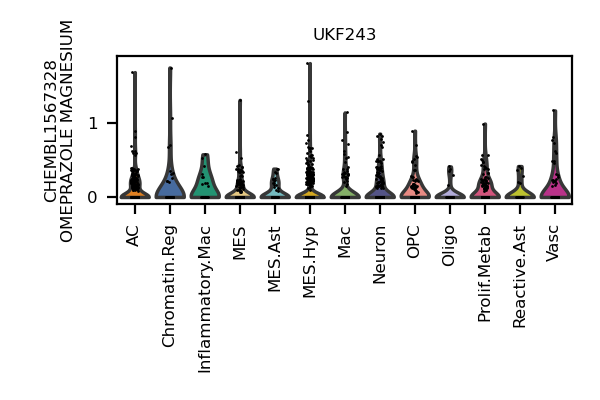 UKF243
CHEMBL1567328
OMEPRAZOLE MAGNESIUM
1
0
AC
Chromatin.Reg
Inflammatory.Mac
MES
MES.Ast
MES.Hyp
Mac
Neuron
OPC
Oligo
Prolif.Metab
Reactive.Ast
Vasc